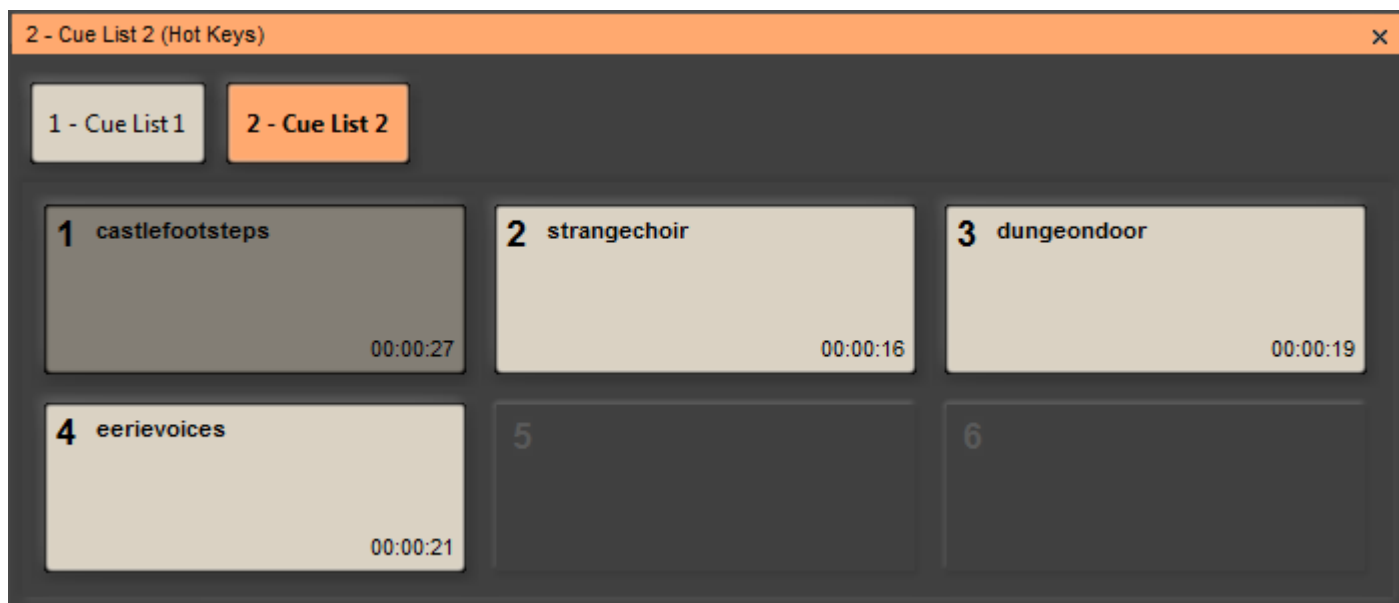 2 - Cue List 2 (Hot Keys)
1 - Cue List 1
2 - Cue List 2
1 castlefootsteps
00:00:27
2 strangechoir
00:00:16
3 dungeondoor
00:00:19
4 eerievoices
00:00:21
5
6